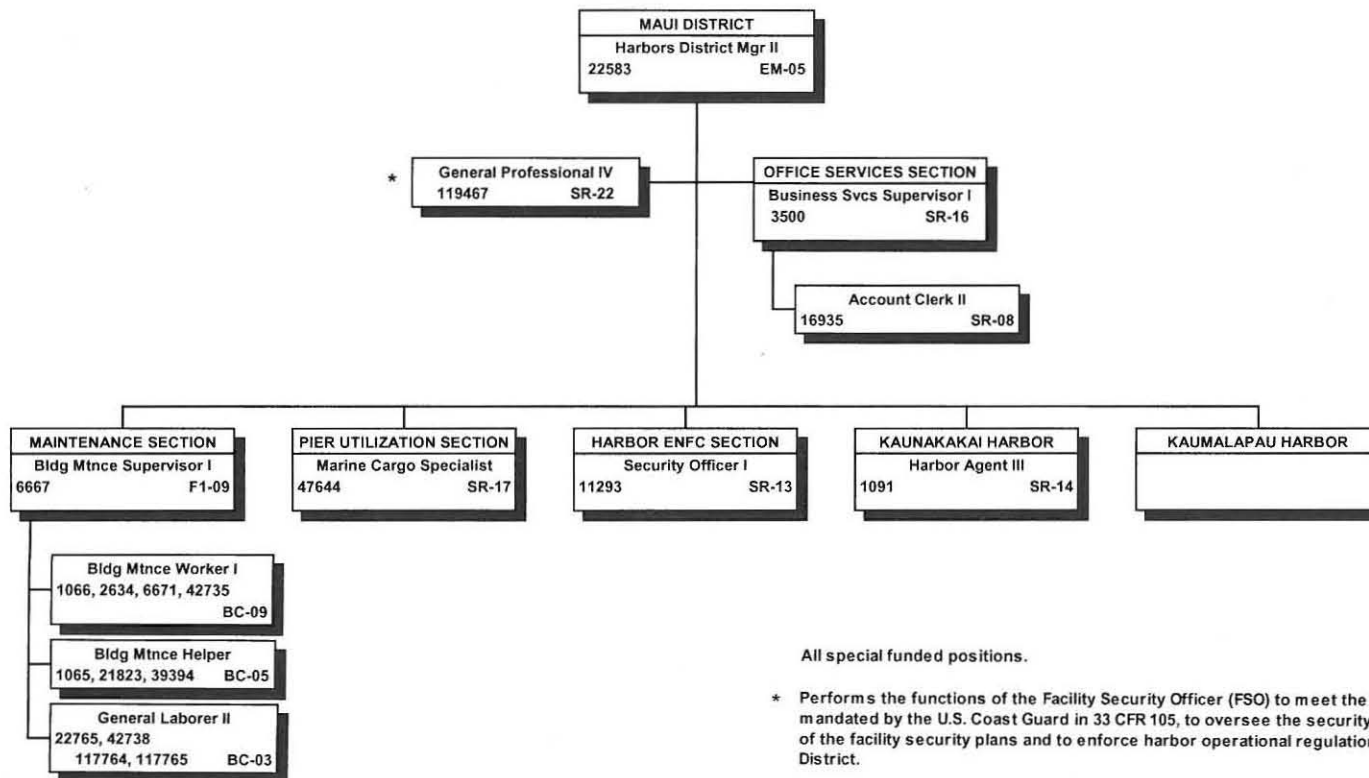 MAUI DISTRICT
Harbors District Mgr II
22583 EM-05
* General Professional IV
119467 SR-22
OFFICE SERVICES SECTION
Business Svcs Supervisor I
3500 SR-16
Account Clerk II
16935 SR-08
MAINTENANCE SECTION
Bldg Mtnce Supervisor I
6667 F1-09
PIER UTILIZATION SECTION
Marine Cargo Specialist
47644 SR-17
HARBOR ENFC SECTION
Security Officer I
11293 SR-13
KAUNAKAKAI HARBOR
Harbor Agent III
1091 SR-14
KAUMALAPAU HARBOR
Bldg Mtnce Worker I
1066, 2634, 6671, 42735
BC-09
Bldg Mtnce Helper
1065, 21823, 39394 BC-05
General Laborer II
22765, 42738
117764, 117765 BC-03
All special funded positions.
* Performs the functions of the Facility Security Officer (FSO) to meet the
mandated by the U.S. Coast Guard in 33 CFR 105, to oversee the security
of the facility security plans and to enforce harbor operational regulation
District.